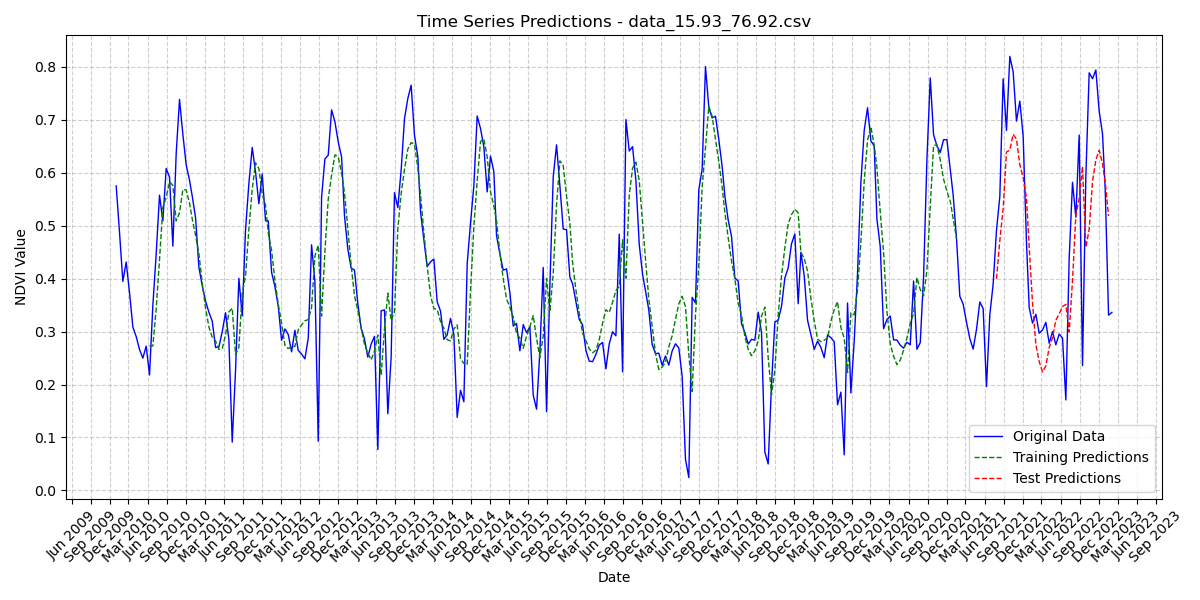 Time Series Predictions - data_15.93_76.92.csv
NDVI Value
0.8
0.7
0.6
0.5
0.4
0.3
0.2
0.1
0.0
Original Data
Training Predictions
Test Predictions
Jun 2009
Sep 2009
Dec 2009
Mar 2010
Jun 2010
Sep 2010
Dec 2010
Mar 2011
Jun 2011
Sep 2011
Dec 2011
Mar 2012
Jun 2012
Sep 2012
Dec 2012
Mar 2013
Jun 2013
Sep 2013
Dec 2013
Mar 2014
Jun 2014
Sep 2014
Dec 2014
Mar 2015
Jun 2015
Sep 2015
Dec 2015
Mar 2016
Jun 2016
Sep 2016
Dec 2016
Mar 2017
Jun 2017
Sep 2017
Dec 2017
Mar 2018
Jun 2018
Sep 2018
Dec 2018
Mar 2019
Jun 2019
Sep 2019
Dec 2019
Mar 2020
Jun 2020
Sep 2020
Dec 2020
Mar 2021
Jun 2021
Sep 2021
Dec 2021
Mar 2022
Jun 2022
Sep 2022
Dec 2022
Mar 2023
Jun 2023
Sep 2023
Date